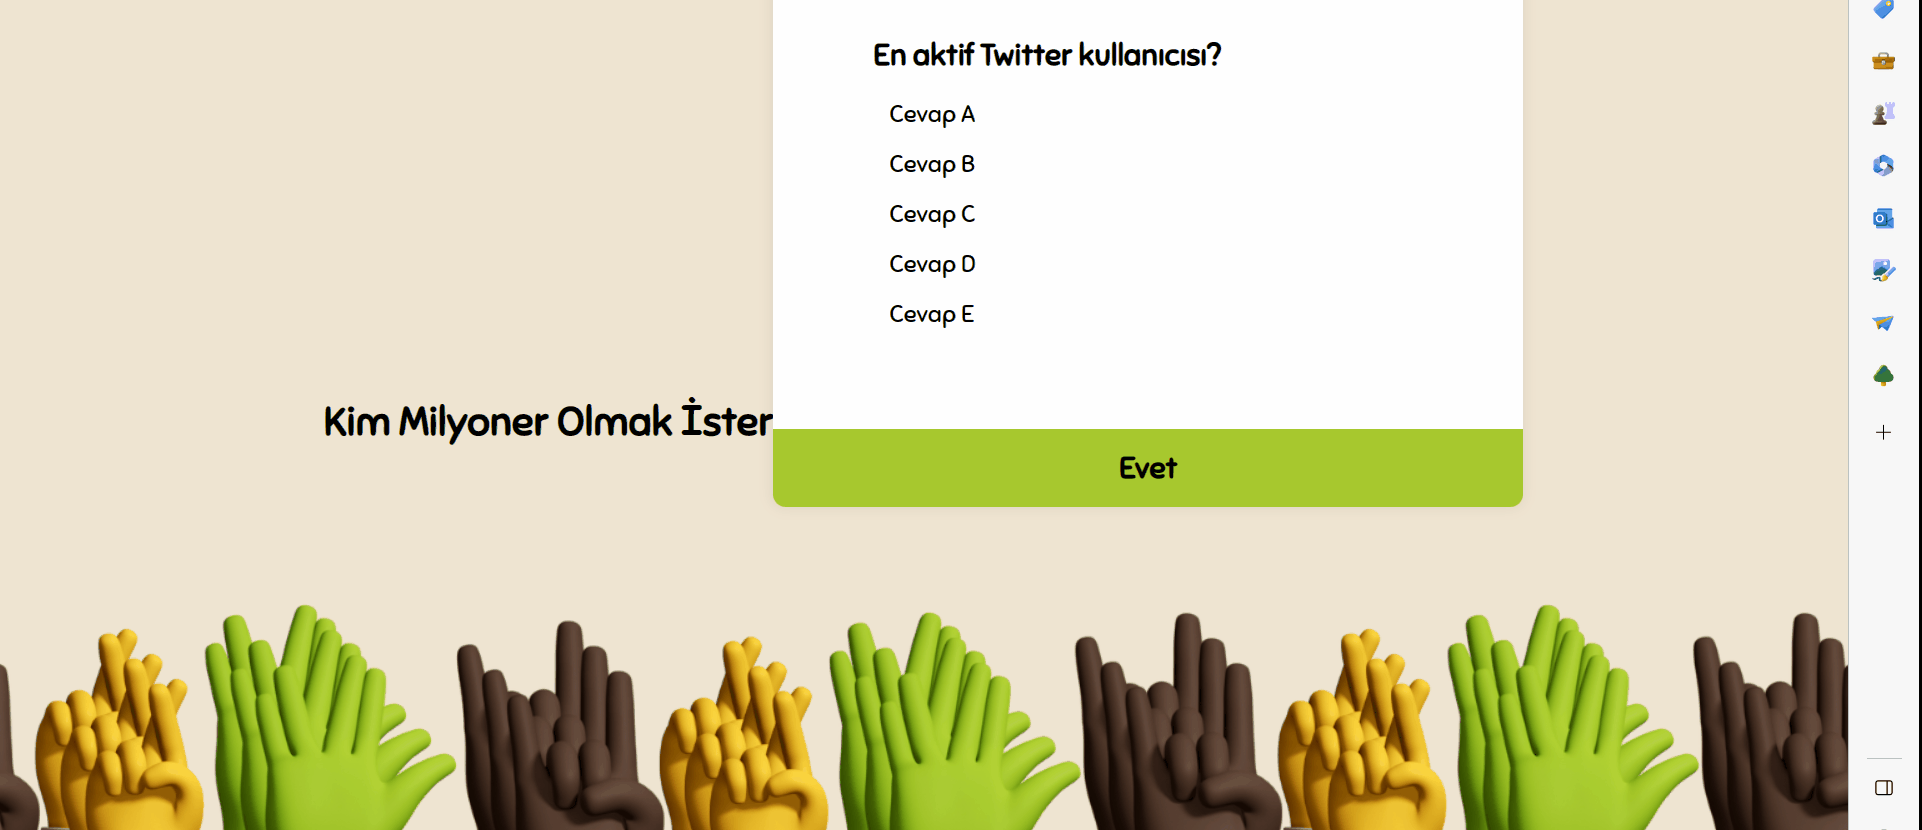 En aktif Twitter kullanıcısı?
Cevap A
Cevap B
Cevap C
Cevap D
Cevap E
Kim Milyoner Olmak İster
Evet